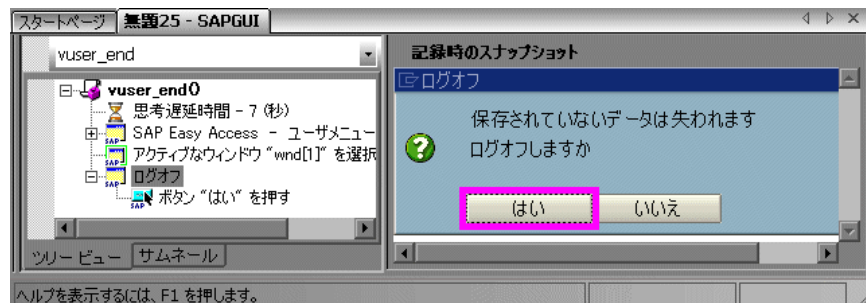 スタートページ 無題25 - SAPGUI
vuser_end
vuser_end()
思考遅延時間 - 7 (秒)
SAP Easy Access - ユーザメニュー
アクティブなウィンドウ "wnd[1]" を選択
ログオフ
ボタン "はい" を押す
ツリー ビュー サムネール
記録時のスナップショット
ログオフ
保存されていないデータは失われます
ログオフしますか
はい いいえ
ヘルプを表示するには、F1 を押します。